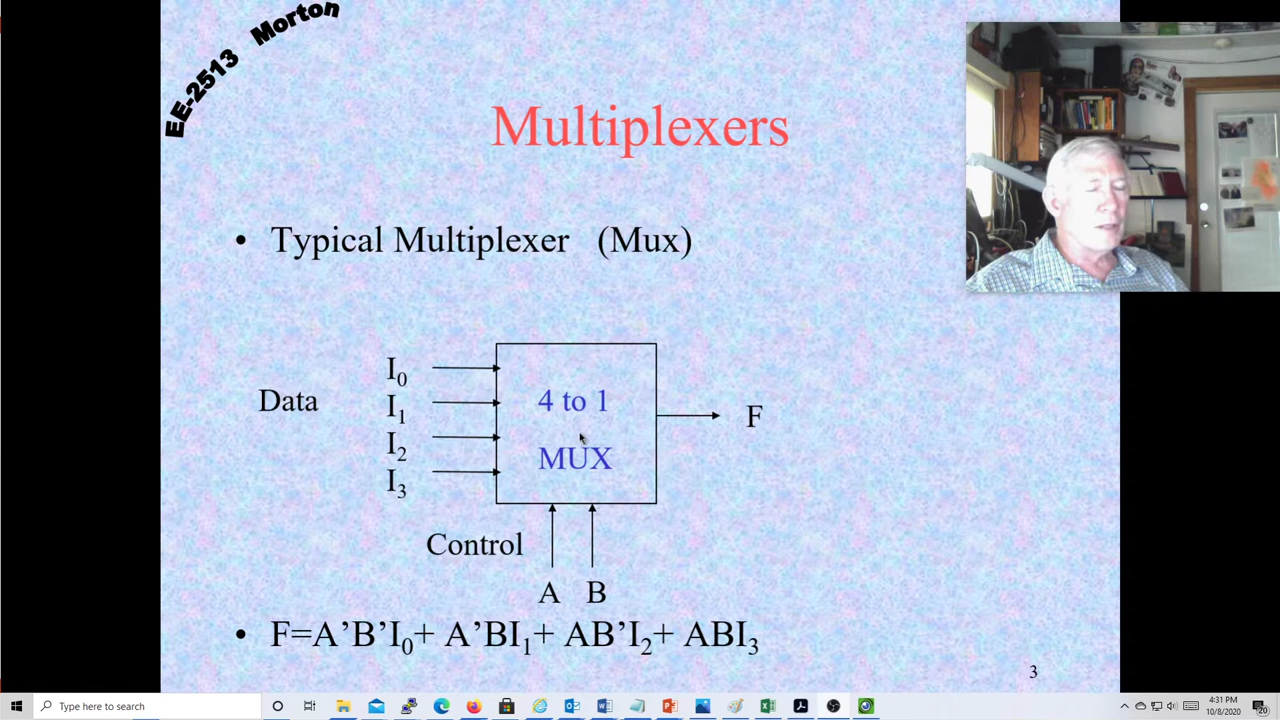 EE-2513 Morton
Multiplexers
• Typical Multiplexer (Mux)
Data
I₀
I₁
I₂
I₃
4 to 1
MUX
F
Control
A B
• F=A’B’I₀+ A’BI₁+ AB’I₂+ ABI₃
3
Type here to search
4:31 PM
10/8/2020
20